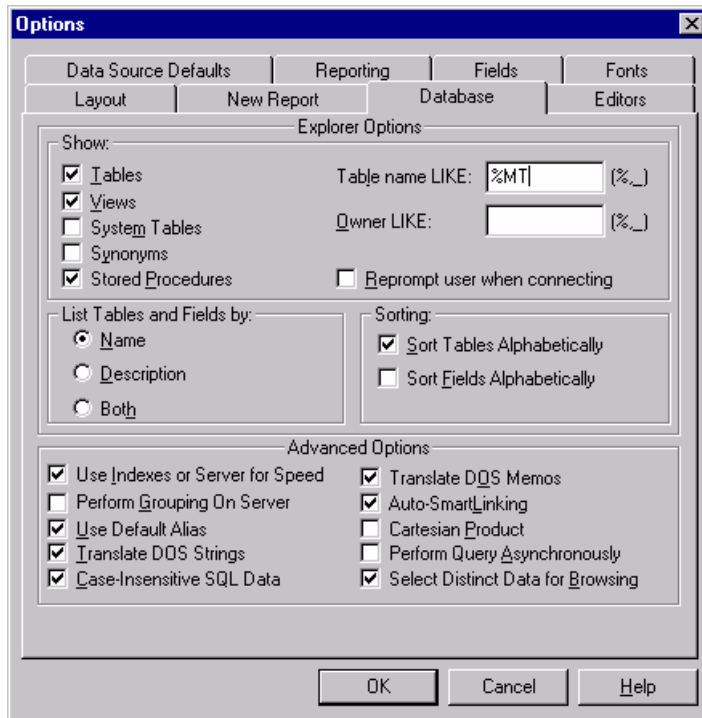 Options
Data Source Defaults Reporting Fields Fonts
Layout New Report Database Editors
Explorer Options
Show:
Tables
Views
System Tables
Synonyms
Stored Procedures
Table name LIKE: %MT (%,_)
Owner LIKE: (%,_)
Reprompt user when connecting
List Tables and Fields by:
Name
Description
Both
Sorting:
Sort Tables Alphabetically
Sort Fields Alphabetically
Advanced Options
Use Indexes or Server for Speed
Perform Grouping On Server
Use Default Alias
Translate DOS Strings
Case-Insensitive SQL Data
Translate DOS Memos
Auto-SmartLinking
Cartesian Product
Perform Query Asynchronously
Select Distinct Data for Browsing
OK Cancel Help